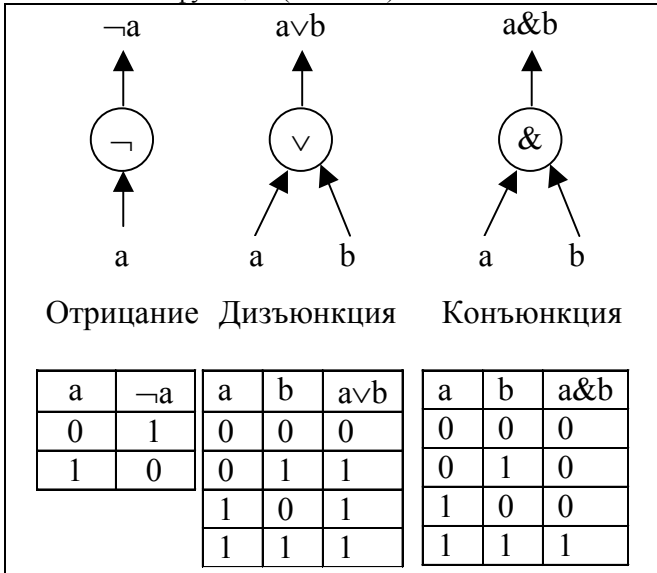 ¬a a∨b a&b
¬ ∨ &
a a b a b
Отрицание Дизъюнкция Конъюнкция
a ¬a a b a∨b a b a&b
0 1 0 0 0 0 0 0
1 0 0 1 1 0 1 0
1 0 1 1 0 0
1 1 1 1 1 1